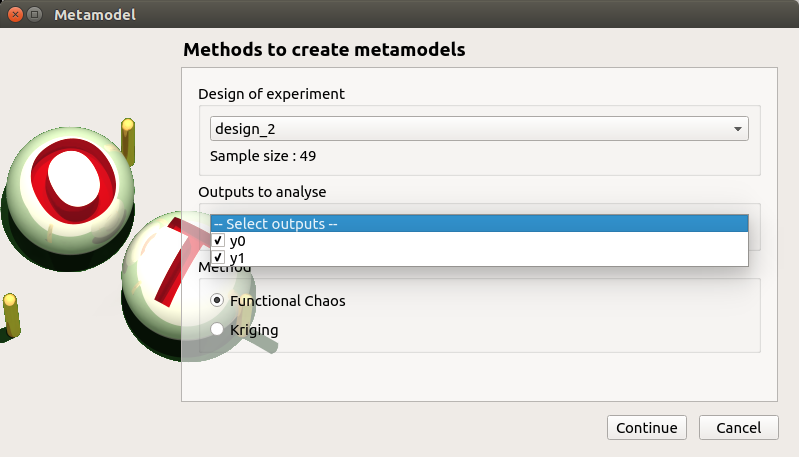 Metamodel
Methods to create metamodels
Design of experiment
design_2
Sample size : 49
Outputs to analyse
-- Select outputs --
y0
y1
Method
Functional Chaos
Kriging
Continue
Cancel